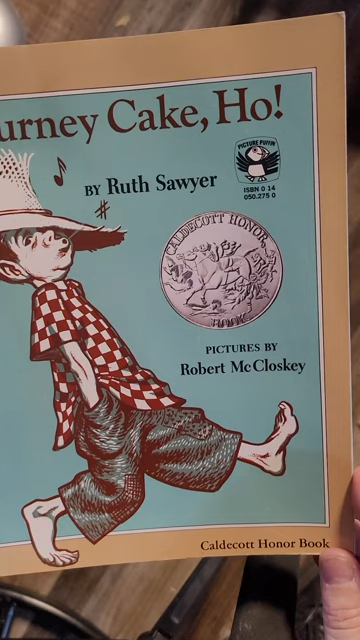 urney Cake, Ho!
PICTURE PUFFIN
BY Ruth Sawyer
ISBN 0 14
050.275 0
CALDECOTT HONOR
BOOK
PICTURES BY
Robert McCloskey
Caldecott Honor Book